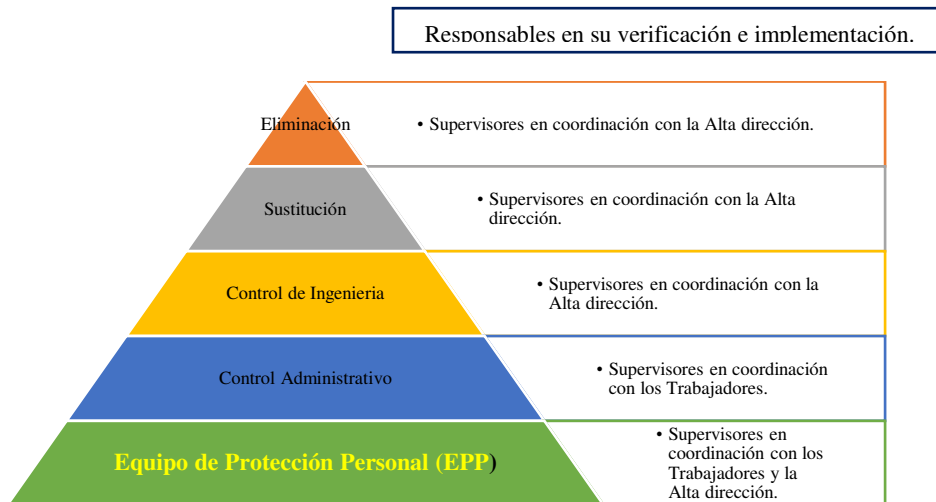 Responsables en su verificación e implementación.
Eliminación
• Supervisores en coordinación con la Alta dirección.
Sustitución
• Supervisores en coordinación con la Alta
dirección.
Control de Ingenieria
• Supervisores en coordinación con la
Alta dirección.
Control Administrativo
• Supervisores en coordinación
con los Trabajadores.
Equipo de Protección Personal (EPP)
• Supervisores en
coordinación con los
Trabajadores y la
Alta dirección.